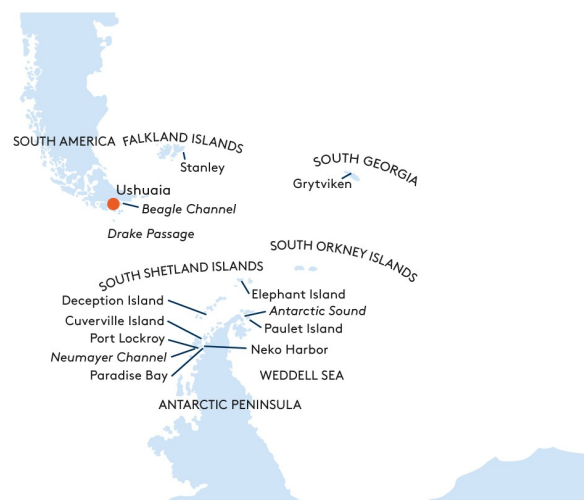 SOUTH AMERICA
FALKLAND ISLANDS
Stanley
SOUTH GEORGIA
Grytviken
Ushuaia
Beagle Channel
Drake Passage
SOUTH ORKNEY ISLANDS
SOUTH SHETLAND ISLANDS
Elephant Island
Deception Island
Antarctic Sound
Cuverville Island
Paulet Island
Port Lockroy
Neko Harbor
Neumayer Channel
Paradise Bay
WEDDELL SEA
ANTARCTIC PENINSULA